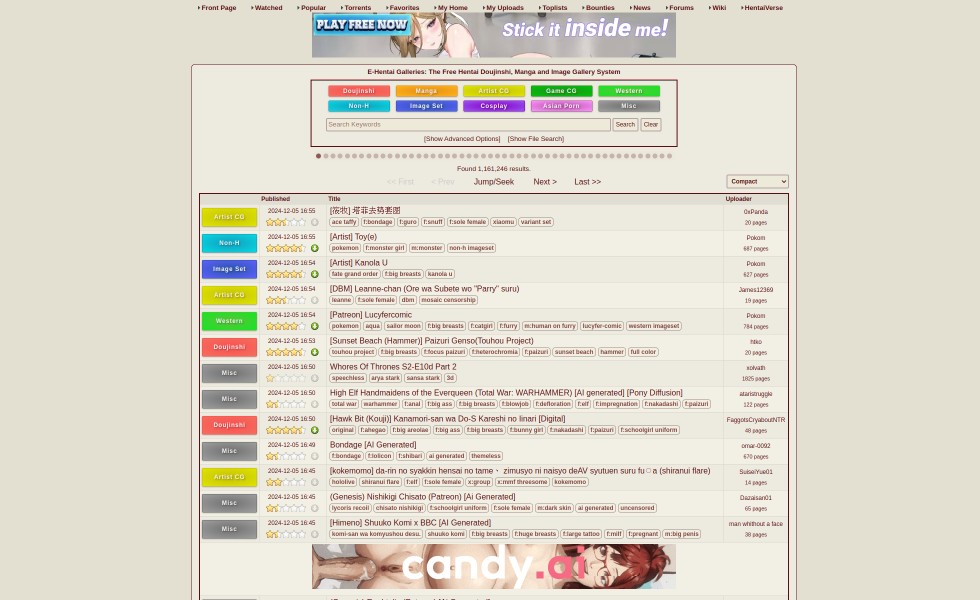 Front Page Watched Popular Torrents Favorites My Home My Uploads Toplists Bounties News Forums Wiki HentaiVerse
PLAY FREE NOW Stick it inside me!
E-Hentai Galleries: The Free Hentai Doujinshi, Manga and Image Gallery System
Doujinshi Manga Artist CG Game CG Western
Non-H Image Set Cosplay Asian Porn Misc
Search Keywords Search Clear
[Show Advanced Options] [Show File Search]
Found 1,161,246 results.
<< First < Prev Jump/Seek Next > Last >> Compact
Published Title Uploader
Artist CG 2024-12-05 16:55 0xPanda
ace taffy f:bondage f:guro f:snuff f:sole female xiaomu variant set 20 pages
Non-H 2024-12-05 16:55 [Artist] Toy(e) Pokom
pokemon f:monster girl m:monster non-h imageset 687 pages
Image Set 2024-12-05 16:54 [Artist] Kanola U Pokom
fate grand order f:big breasts kanola u 627 pages
Artist CG 2024-12-05 16:54 [DBM] Leanne-chan (Ore wa Subete wo "Parry" suru) James12369
leanne f:sole female dbm mosaic censorship 19 pages
Western 2024-12-05 16:54 [Patreon] Lucyfercomic Pokom
pokemon aqua sailor moon f:big breasts f:catgirl f:furry m:human on furry lucyfer-comic western imageset 784 pages
Doujinshi 2024-12-05 16:53 [Sunset Beach (Hammer)] Paizuri Genso(Touhou Project) htko
touhou project f:big breasts f:focus paizuri f:heterochromia f:paizuri sunset beach hammer full color 20 pages
Misc 2024-12-05 16:50 Whores Of Thrones S2-E10d Part 2 xolvath
speechless arya stark sansa stark 3d 1825 pages
Misc 2024-12-05 16:50 High Elf Handmaidens of the Everqueen (Total War: WARHAMMER) [AI generated] [Pony Diffusion] ataristruggle
total war warhammer f:anal f:big ass f:big breasts f:blowjob f:defloration f:elf f:impregnation f:nakadashi f:paizuri 122 pages
Doujinshi 2024-12-05 16:50 [Hawk Bit (Kouji)] Kanamori-san wa Do-S Kareshi no Iinari [Digital] FaggotsCryaboutNTR
original f:ahegao f:big areolae f:big ass f:big breasts f:bunny girl f:nakadashi f:paizuri f:schoolgirl uniform 48 pages
Misc 2024-12-05 16:49 Bondage [AI Generated] omar-0092
f:bondage f:lolicon f:shibari ai generated themeless 670 pages
Artist CG 2024-12-05 16:45 [kokemomo] da-rin no syakkin hensai no tame・ zimusyo ni naisyo deAV syutuen suru fu♡a (shiranui flare) SuiseiYue01
hololive shiranui flare f:elf f:sole female x:group x:mmf threesome kokemomo 14 pages
Misc 2024-12-05 16:45 (Genesis) Nishikigi Chisato (Patreon) [Ai Generated] Dazaisan01
lycoris recoil chisato nishikigi f:schoolgirl uniform f:sole female m:dark skin ai generated uncensored 65 pages
Misc 2024-12-05 16:45 [Himeno] Shuuko Komi x BBC [AI Generated] man whithout a face
komi-san wa komyushou desu. shuuko komi f:big breasts f:huge breasts f:large tattoo f:milf f:pregnant m:big penis 38 pages
candy.ai